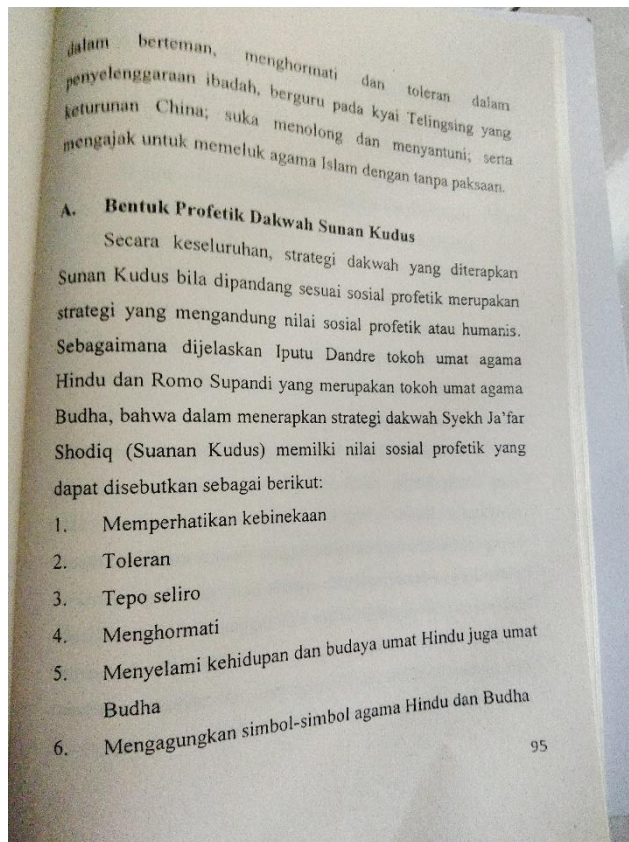 dalam berteman, menghormati dan toleran dalam
penyelenggaraan ibadah, berguru pada kyai Telingsing yang
keturunan China; suka menolong dan menyantuni; serta
mengajak untuk memeluk agama Islam dengan tanpa paksaan.
A. Bentuk Profetik Dakwah Sunan Kudus
Secara keseluruhan, strategi dakwah yang diterapkan
Sunan Kudus bila dipandang sesuai sosial profetik merupakan
strategi yang mengandung nilai sosial profetik atau humanis.
Sebagaimana dijelaskan Iputu Dandre tokoh umat agama
Hindu dan Romo Supandi yang merupakan tokoh umat agama
Budha, bahwa dalam menerapkan strategi dakwah Syekh Ja'far
Shodiq (Suanan Kudus) memilki nilai sosial profetik yang
dapat disebutkan sebagai berikut:
1. Memperhatikan kebinekaan
2. Toleran
3. Tepo seliro
4. Menghormati
5. Menyelami kehidupan dan budaya umat Hindu juga umat
Budha
6. Mengagungkan simbol-simbol agama Hindu dan Budha
95